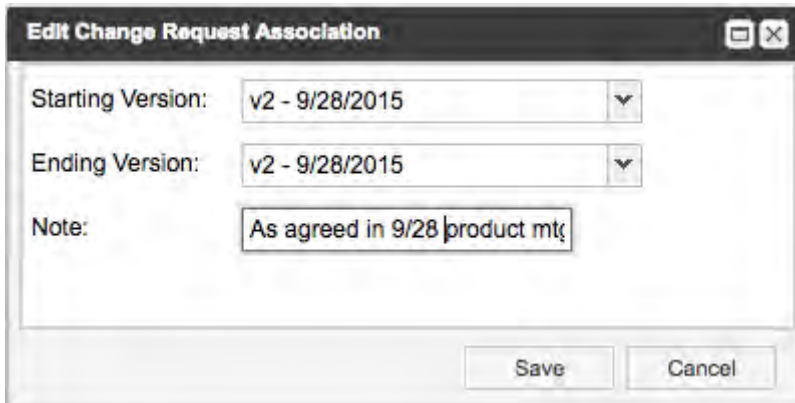 Edit Change Request Association
Starting Version: v2 - 9/28/2015
Ending Version: v2 - 9/28/2015
Note: As agreed in 9/28 product mtg
Save Cancel